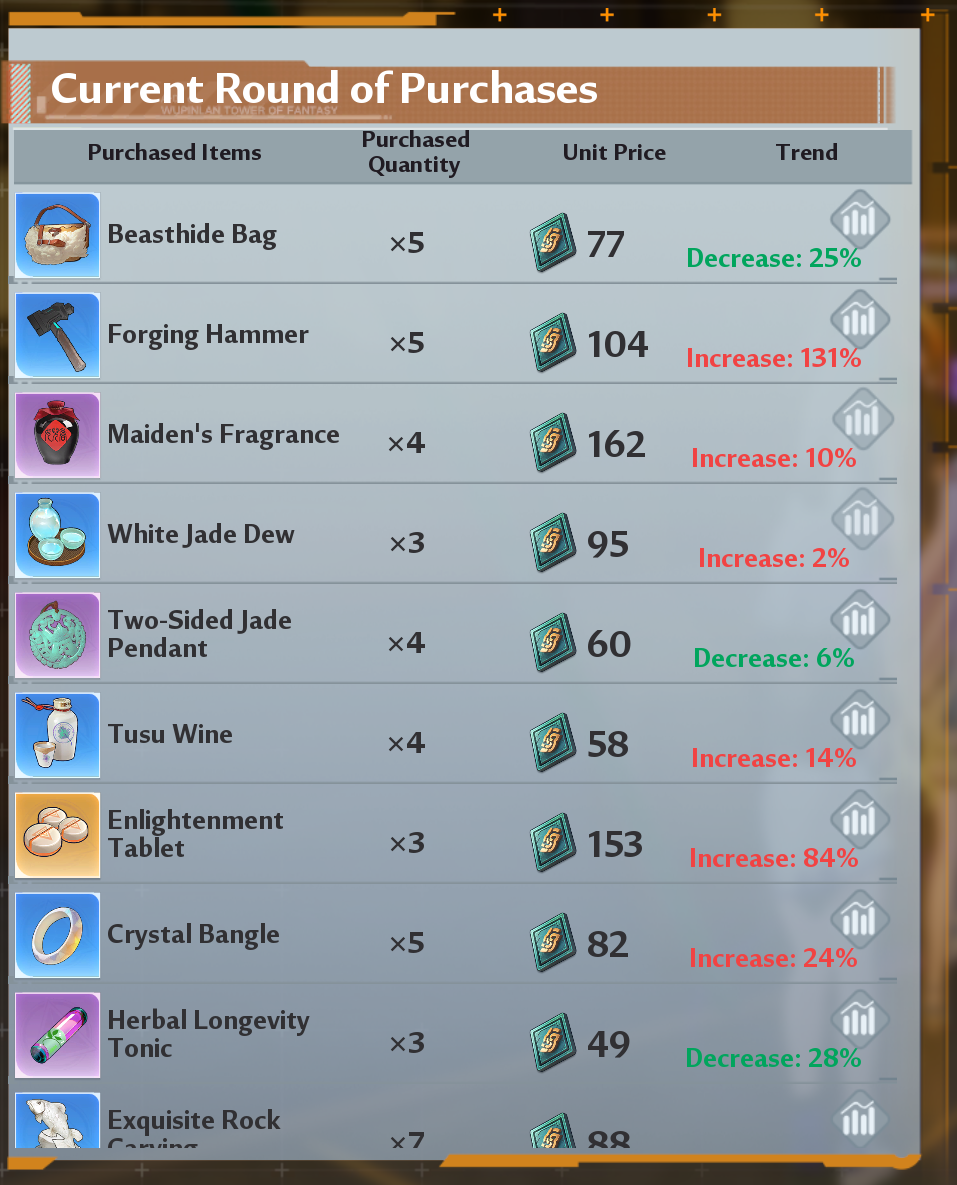 Current Round of Purchases
WUPINLAN TOWER OF FANTASY
Purchased Items
Purchased
Quantity
Unit Price
Trend
Beasthide Bag
×5
77
Decrease: 25%
Forging Hammer
×5
104
Increase: 131%
Maiden's Fragrance
×4
162
Increase: 10%
White Jade Dew
×3
95
Increase: 2%
Two-Sided Jade
Pendant
×4
60
Decrease: 6%
Tusu Wine
×4
58
Increase: 14%
Enlightenment
Tablet
×3
153
Increase: 84%
Crystal Bangle
×5
82
Increase: 24%
Herbal Longevity
Tonic
×3
49
Decrease: 28%
Exquisite Rock
Carving
×7
88